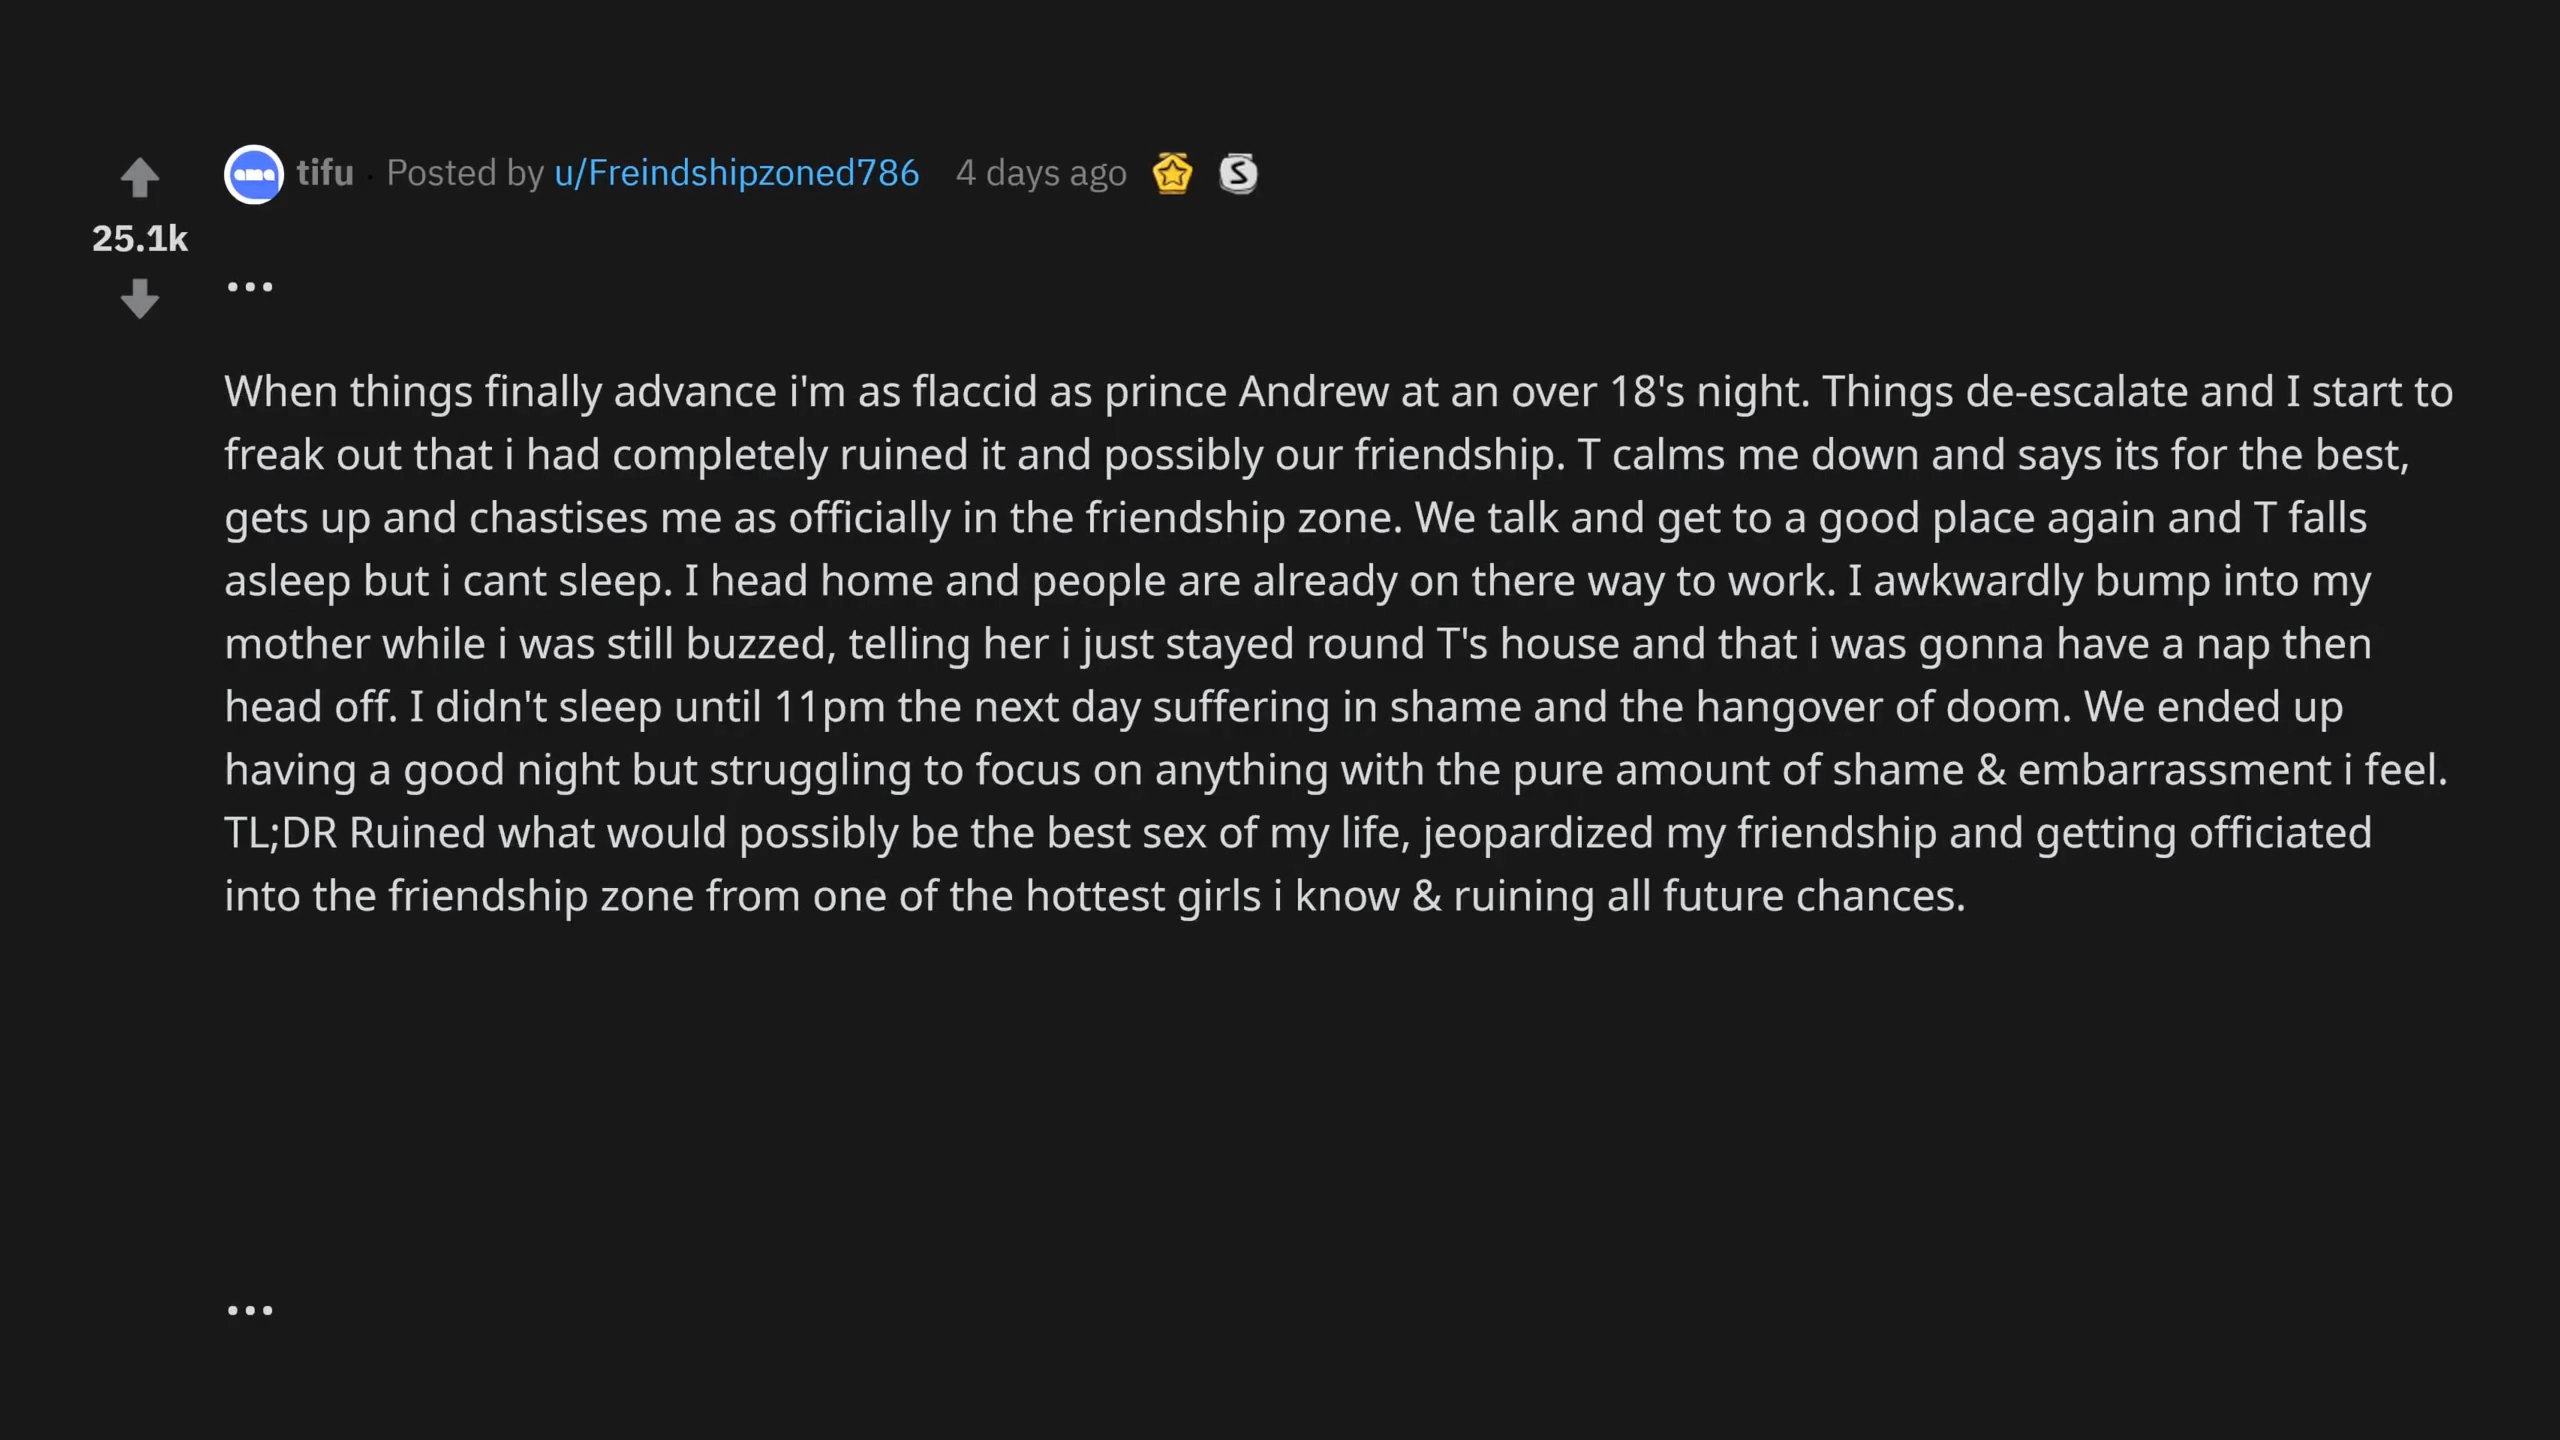 ama tifu · Posted by u/Freindshipzoned786 4 days ago S
25.1k
...
When things finally advance i'm as flaccid as prince Andrew at an over 18's night. Things de-escalate and I start to
freak out that i had completely ruined it and possibly our friendship. T calms me down and says its for the best,
gets up and chastises me as officially in the friendship zone. We talk and get to a good place again and T falls
asleep but i cant sleep. I head home and people are already on there way to work. I awkwardly bump into my
mother while i was still buzzed, telling her i just stayed round T's house and that i was gonna have a nap then
head off. I didn't sleep until 11pm the next day suffering in shame and the hangover of doom. We ended up
having a good night but struggling to focus on anything with the pure amount of shame & embarrassment i feel.
TL;DR Ruined what would possibly be the best sex of my life, jeopardized my friendship and getting officiated
into the friendship zone from one of the hottest girls i know & ruining all future chances.
...